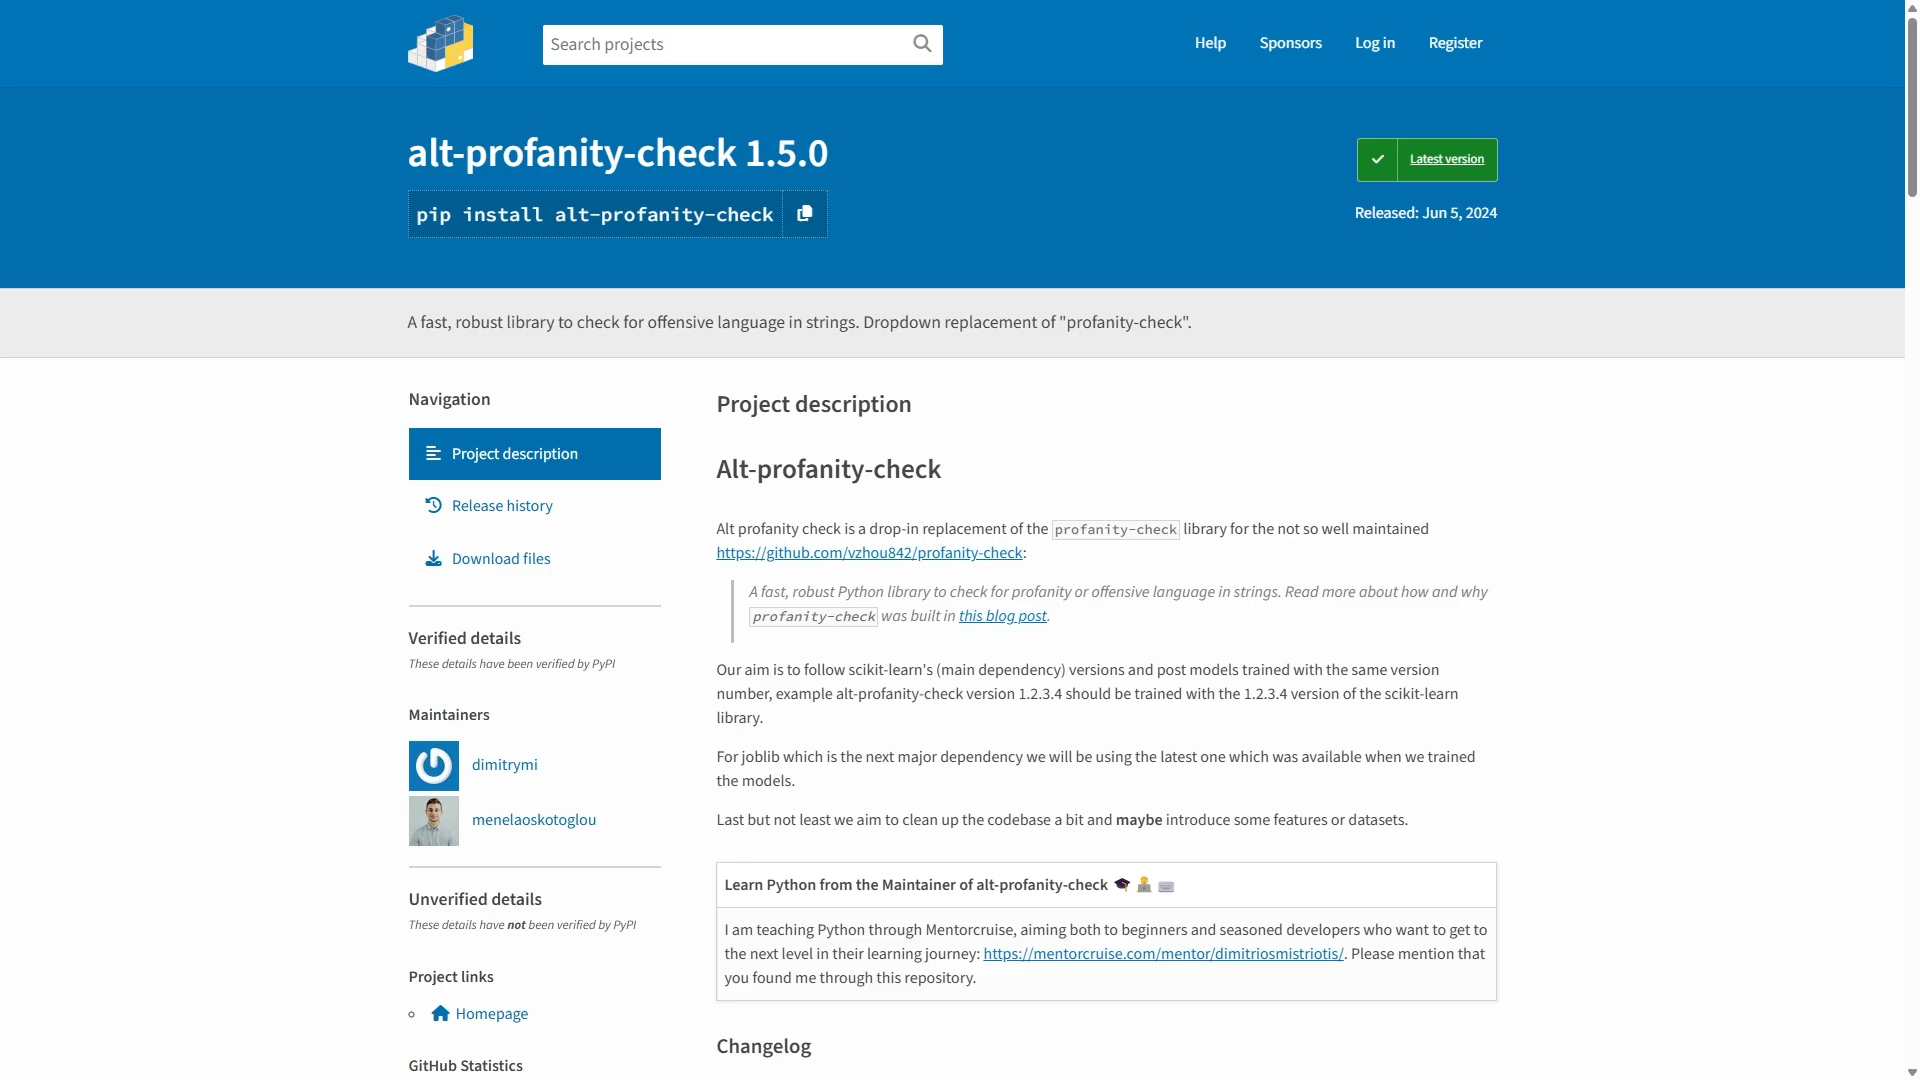 Search projects
Help
Sponsors
Log in
Register
alt-profanity-check 1.5.0
pip install alt-profanity-check
Latest version
Released: Jun 5, 2024
A fast, robust library to check for offensive language in strings. Dropdown replacement of "profanity-check".
Navigation
Project description
Release history
Download files
Verified details
These details have been verified by PyPI
Maintainers
dimitrymi
menelaoskotoglou
Unverified details
These details have not been verified by PyPI
Project links
Homepage
GitHub Statistics
Project description
Alt-profanity-check
Alt profanity check is a drop-in replacement of the profanity-check library for the not so well maintained
https://github.com/vzhou842/profanity-check:
A fast, robust Python library to check for profanity or offensive language in strings. Read more about how and why
profanity-check was built in this blog post.
Our aim is to follow scikit-learn's (main dependency) versions and post models trained with the same version
number, example alt-profanity-check version 1.2.3.4 should be trained with the 1.2.3.4 version of the scikit-learn
library.
For joblib which is the next major dependency we will be using the latest one which was available when we trained
the models.
Last but not least we aim to clean up the codebase a bit and maybe introduce some features or datasets.
Learn Python from the Maintainer of alt-profanity-check 🎓 🧑‍💻 ⌨️
I am teaching Python through Mentorcruise, aiming both to beginners and seasoned developers who want to get to
the next level in their learning journey: https://mentorcruise.com/mentor/dimitriosmistriotis/. Please mention that
you found me through this repository.
Changelog